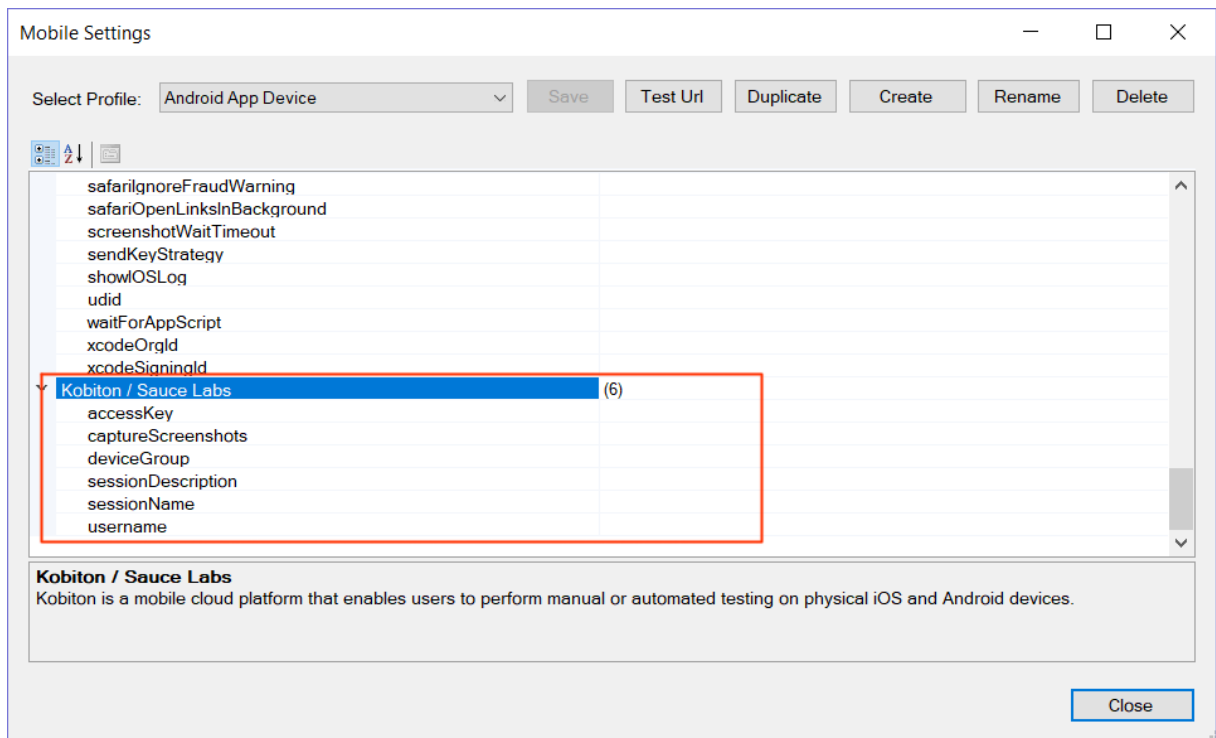 Mobile Settings
Select Profile: Android App Device Save Test Url Duplicate Create Rename Delete
A
Z
safariIgnoreFraudWarning
safariOpenLinksInBackground
screenshotWaitTimeout
sendKeyStrategy
showIOSLog
udid
waitForAppScript
xcodeOrgId
xcodeSigningId
Kobiton / Sauce Labs (6)
accessKey
captureScreenshots
deviceGroup
sessionDescription
sessionName
username
Kobiton / Sauce Labs
Kobiton is a mobile cloud platform that enables users to perform manual or automated testing on physical iOS and Android devices.
Close